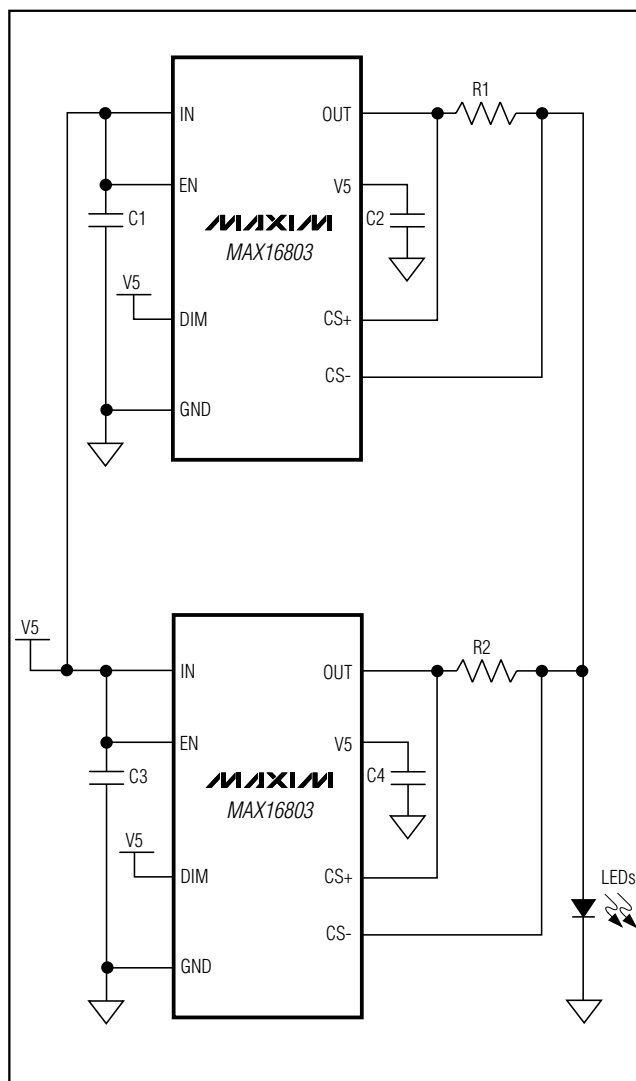 IN
OUT
R1
EN
V5
C1
C2
MAXIM
MAX16803
V5
DIM
CS+
CS-
GND
V5
IN
OUT
R2
EN
V5
C3
C4
MAXIM
MAX16803
V5
DIM
CS+
LEDs
CS-
GND